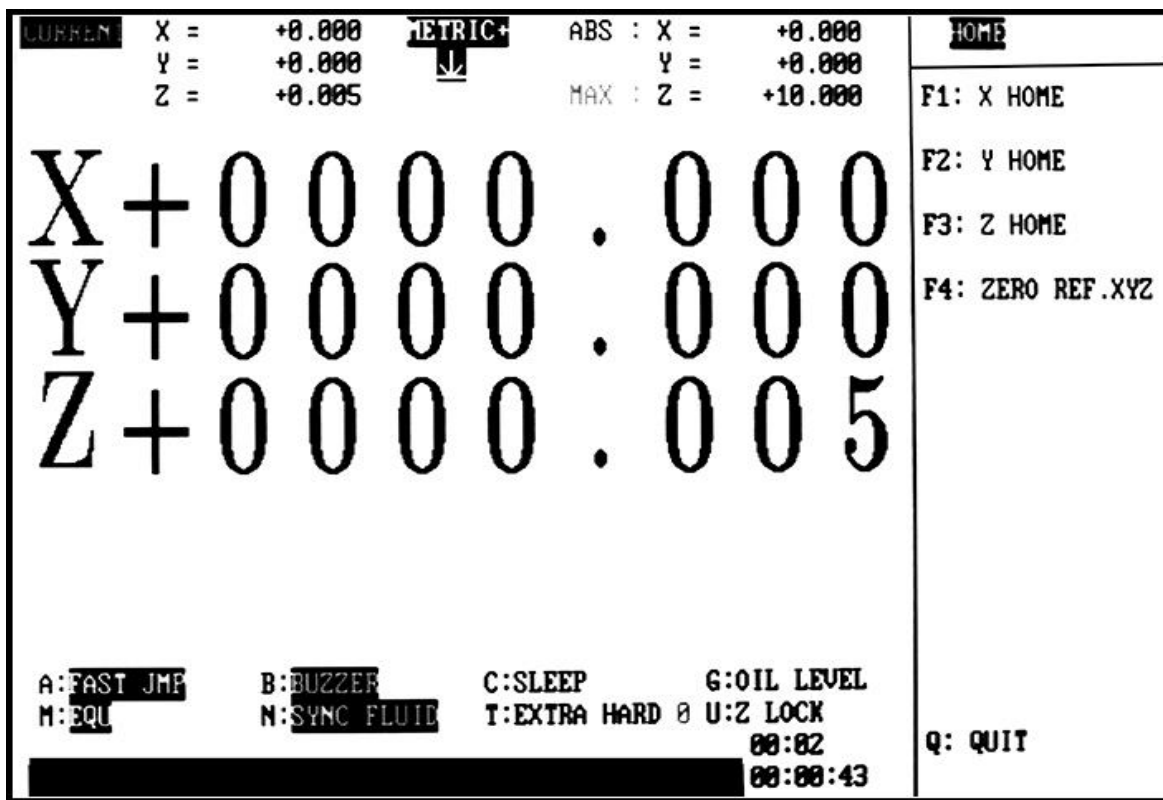 CURRENT X = +0.000 METRIC+ ABS : X = +0.000 HOME
Y = +0.000 Y = +0.000
Z = +0.005 MAX : Z = +10.000 F1: X HOME
X+0000.000
F2: Y HOME
F3: Z HOME
Y+0000.000
F4: ZERO REF.XYZ
Z+0000.005
A:FAST JMP B:BUZZER C:SLEEP G:OIL LEVEL
M:EQU N:SYNC FLUID T:EXTRA HARD 0 U:Z LOCK
00:02 Q: QUIT
00:00:43